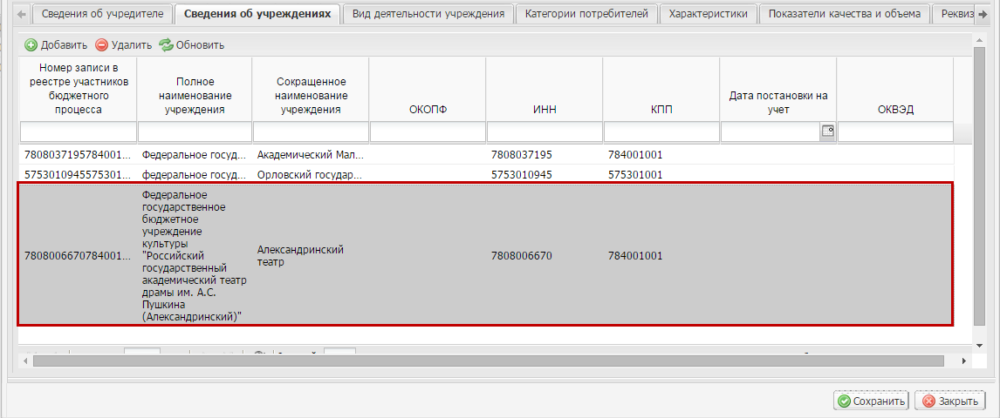 Сведения об учредителе Сведения об учреждениях Вид деятельности учреждения Категории потребителей Характеристики Показатели качества и объема Реквиз
Добавить Удалить Обновить
Номер записи в реестре участников бюджетного процесса Полное наименование учреждения Сокращенное наименование учреждения ОКОПФ ИНН КПП Дата постановки на учет ОКВЭД
7808037195784001... Федеральное госуд... Академический Мал... 7808037195 784001001
5753010945575301... федеральное госуд... Орловский государ... 5753010945 575301001
7808006670784001... Федеральное государственное бюджетное учреждение культуры "Российский государственный академический театр драмы им. А.С. Пушкина (Александринский)" Александринский театр 7808006670 784001001
Сохранить Закрыть